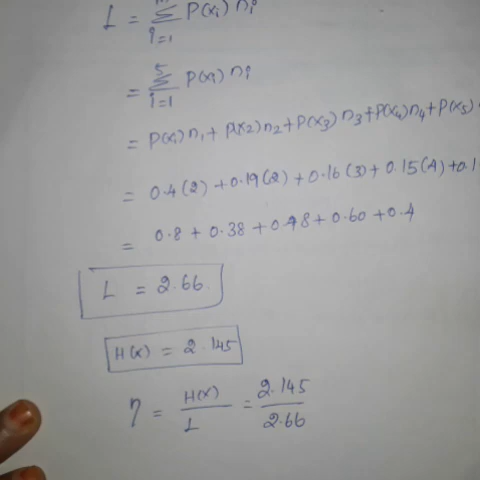 L = Σ P(xi) ni
i=1
5
= Σ P(xi) ni
i=1
= P(x1) n1 + P(x2) n2 + P(x3) n3 + P(x4) n4 + P(x5)
= 0.4(2) + 0.19(2) + 0.16(3) + 0.15(4) + 0.1
= 0.8 + 0.38 + 0.48 + 0.60 + 0.4
L = 2.66.
H(x) = 2.145
η = H(x) / L = 2.145 / 2.66